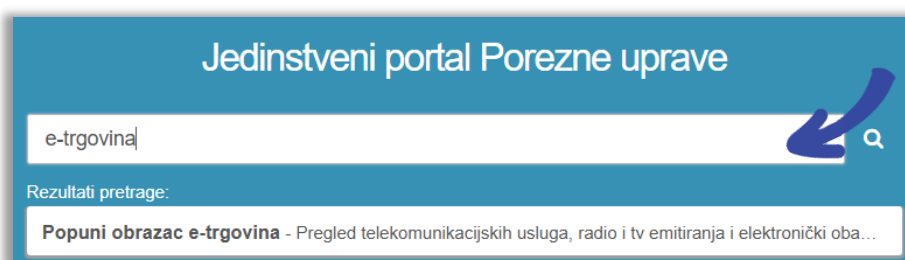 Jedinstveni portal Porezne uprave
e-trgovina
Rezultati pretrage:
Popuni obrazac e-trgovina - Pregled telekomunikacijskih usluga, radio i tv emitiranja i elektronički oba...